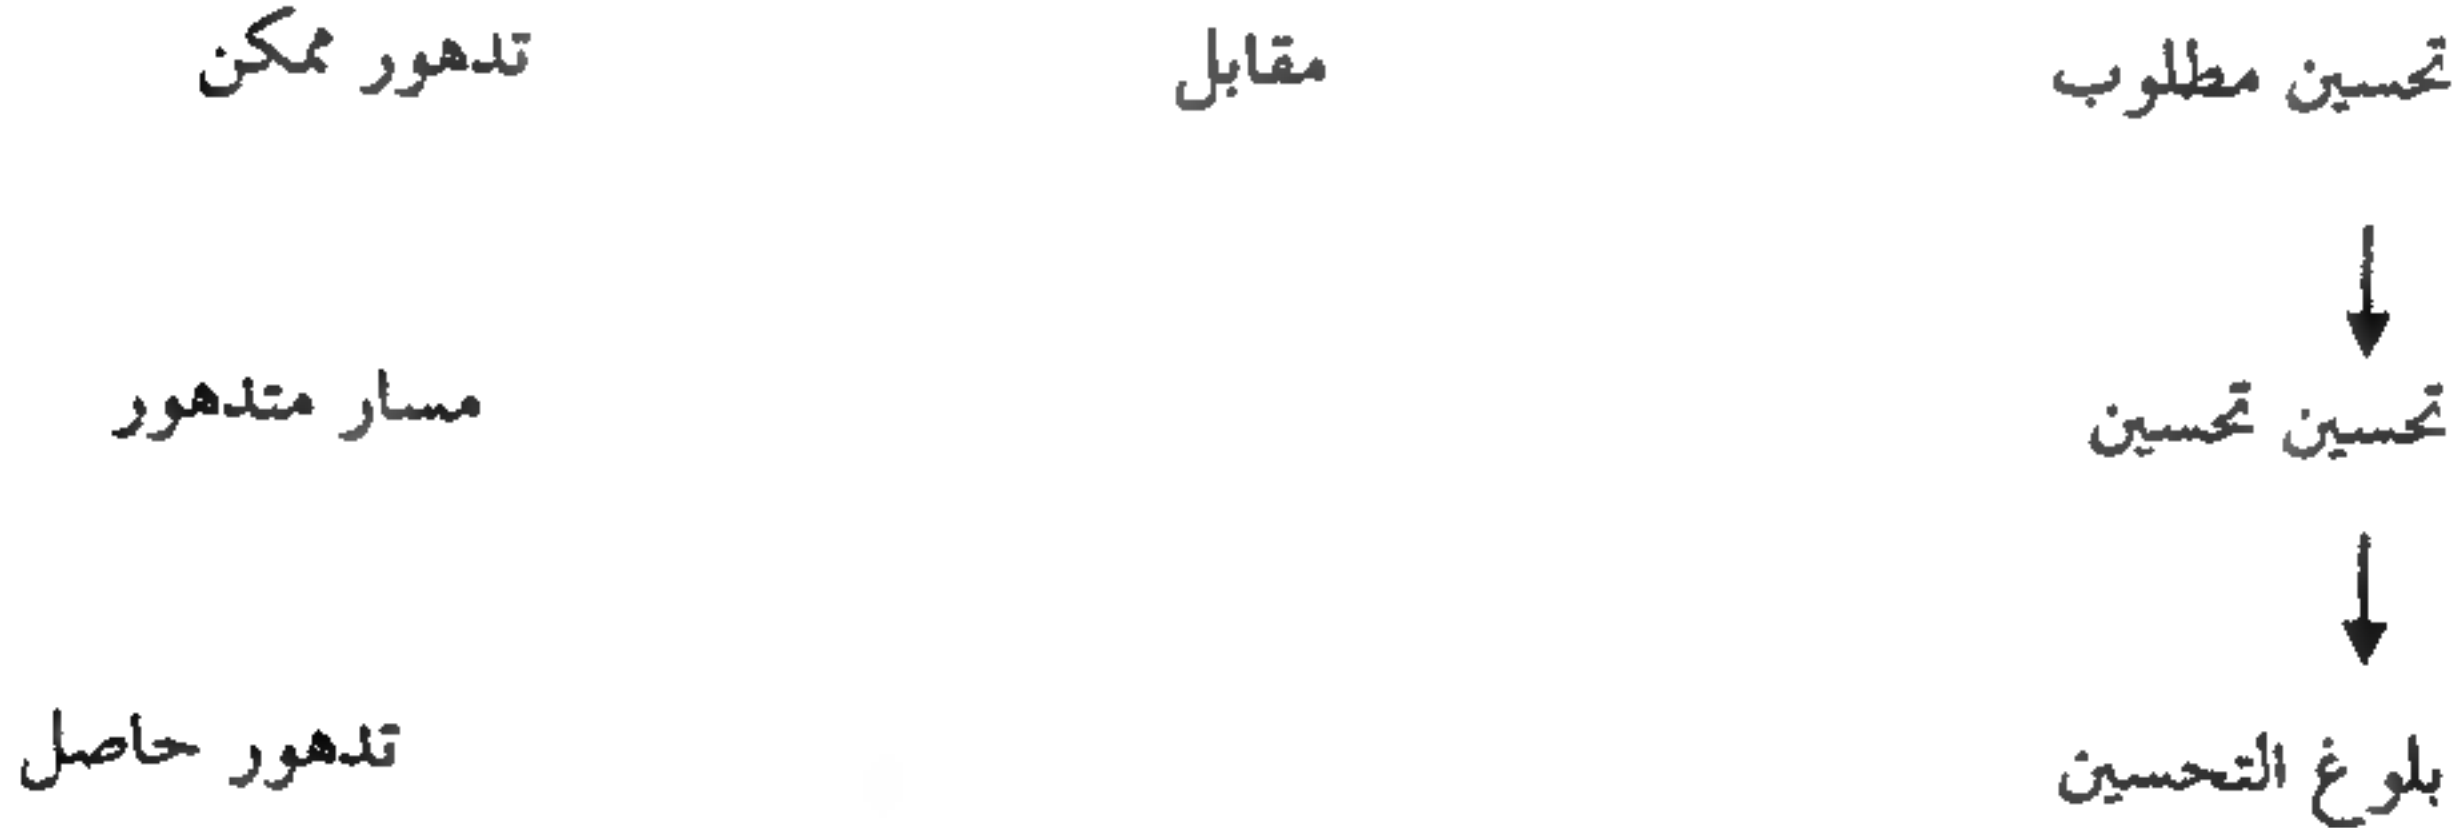 تحسين مطلوب مقابل تدهور ممكن
تحسين تحسين مسار متدهور
بلوغ التحسين تدهور حاصل